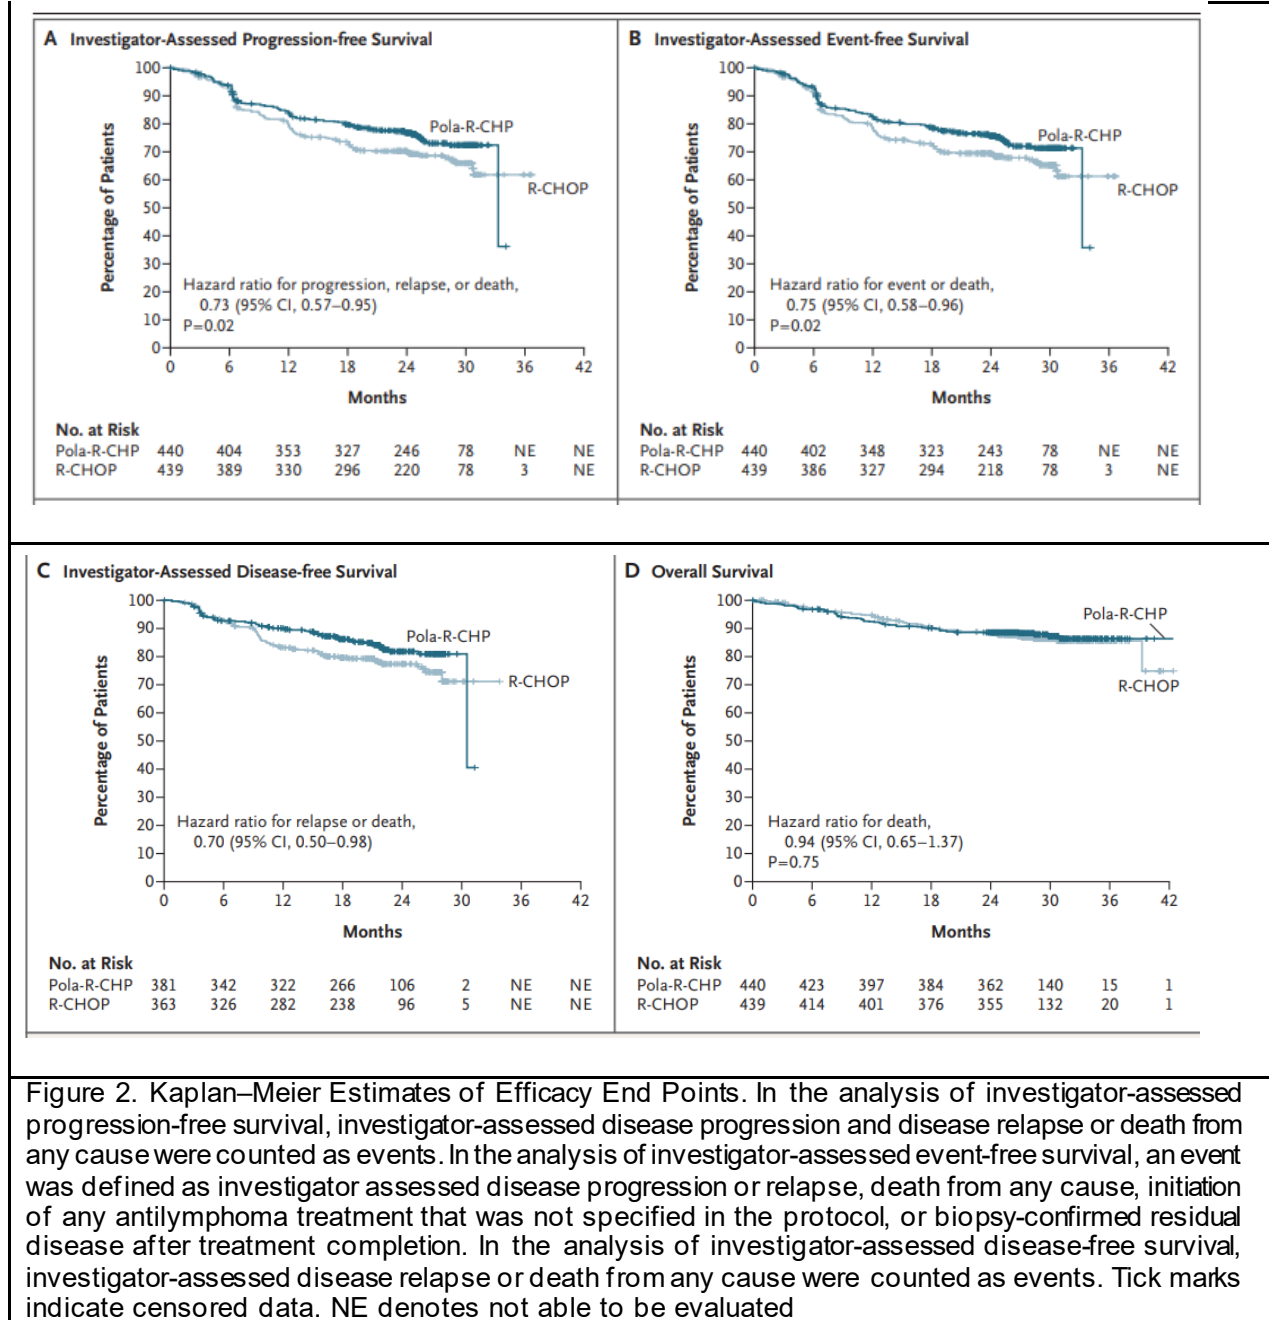 A Investigator-Assessed Progression-free Survival
100
90
80
70
60
50
40
30
20
10
0
Percentage of Patients
Pola-R-CHP
R-CHOP
Hazard ratio for progression, relapse, or death,
0.73 (95% CI, 0.57–0.95)
P=0.02
0 6 12 18 24 30 36 42
Months
No. at Risk
Pola-R-CHP 440 404 353 327 246 78 NE NE
R-CHOP 439 389 330 296 220 78 3 NE
B Investigator-Assessed Event-free Survival
100
90
80
70
60
50
40
30
20
10
0
Percentage of Patients
Pola-R-CHP
R-CHOP
Hazard ratio for event or death,
0.75 (95% CI, 0.58–0.96)
P=0.02
0 6 12 18 24 30 36 42
Months
No. at Risk
Pola-R-CHP 440 402 348 323 243 78 NE NE
R-CHOP 439 386 327 294 218 78 3 NE
C Investigator-Assessed Disease-free Survival
100
90
80
70
60
50
40
30
20
10
0
Percentage of Patients
Pola-R-CHP
R-CHOP
Hazard ratio for relapse or death,
0.70 (95% CI, 0.50–0.98)
0 6 12 18 24 30 36 42
Months
No. at Risk
Pola-R-CHP 381 342 322 266 106 2 NE NE
R-CHOP 363 326 282 238 96 5 NE NE
D Overall Survival
100
90
80
70
60
50
40
30
20
10
0
Percentage of Patients
Pola-R-CHP
R-CHOP
Hazard ratio for death,
0.94 (95% CI, 0.65–1.37)
P=0.75
0 6 12 18 24 30 36 42
Months
No. at Risk
Pola-R-CHP 440 423 397 384 362 140 15 1
R-CHOP 439 414 401 376 355 132 20 1
Figure 2. Kaplan–Meier Estimates of Efficacy End Points. In the analysis of investigator-assessed
progression-free survival, investigator-assessed disease progression and disease relapse or death from
any cause were counted as events. In the analysis of investigator-assessed event-free survival, an event
was defined as investigator assessed disease progression or relapse, death from any cause, initiation
of any antilymphoma treatment that was not specified in the protocol, or biopsy-confirmed residual
disease after treatment completion. In the analysis of investigator-assessed disease-free survival,
investigator-assessed disease relapse or death from any cause were counted as events. Tick marks
indicate censored data. NE denotes not able to be evaluated